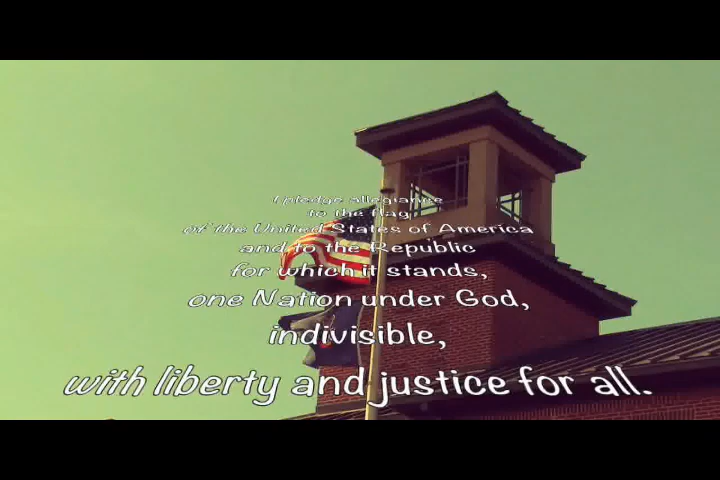 I pledge allegiance
to the flag
of the United States of America
and to the Republic
for which it stands,
one Nation under God,
indivisible,
with liberty and justice for all.